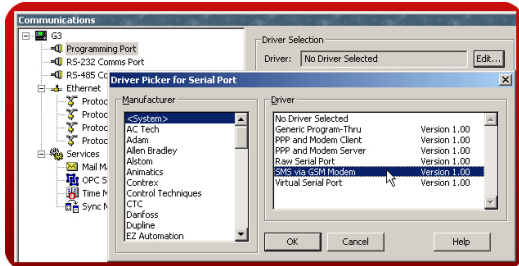 Communications
G3
Programming Port
RS-232 Comms Port
RS-485 Co
Ethernet
Protoc
Protoc
Protoc
Protoc
Services
Mail Ma
OPC S
Time M
Sync M
Driver Selection
Driver: No Driver Selected Edit...
Driver Picker for Serial Port
Manufacturer
<System>
AC Tech
Adam
Allen Bradley
Alstom
Animatics
Contrex
Control Techniques
CTC
Danfoss
Dupline
EZ Automation
Driver
No Driver Selected
Generic Program-Thru Version 1.00
PPP and Modem Client Version 1.00
PPP and Modem Server Version 1.00
Raw Serial Port Version 1.00
SMS via GSM Modem Version 1.00
Virtual Serial Port Version 1.00
OK Cancel Help